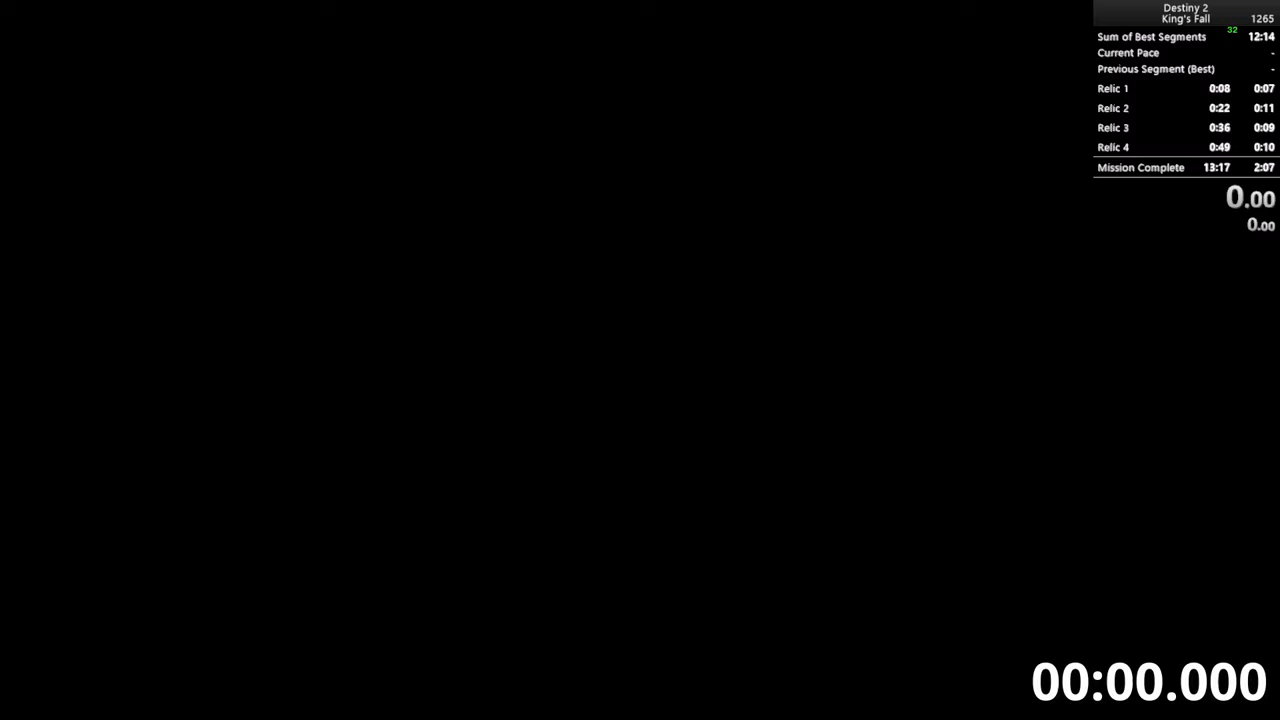 Destiny 2
King's Fall 1265
32
Sum of Best Segments 12:14
Current Pace -
Previous Segment (Best) -
Relic 1 0:08 0:07
Relic 2 0:22 0:11
Relic 3 0:36 0:09
Relic 4 0:49 0:10
Mission Complete 13:17 2:07
0.00
0.00
00:00.000